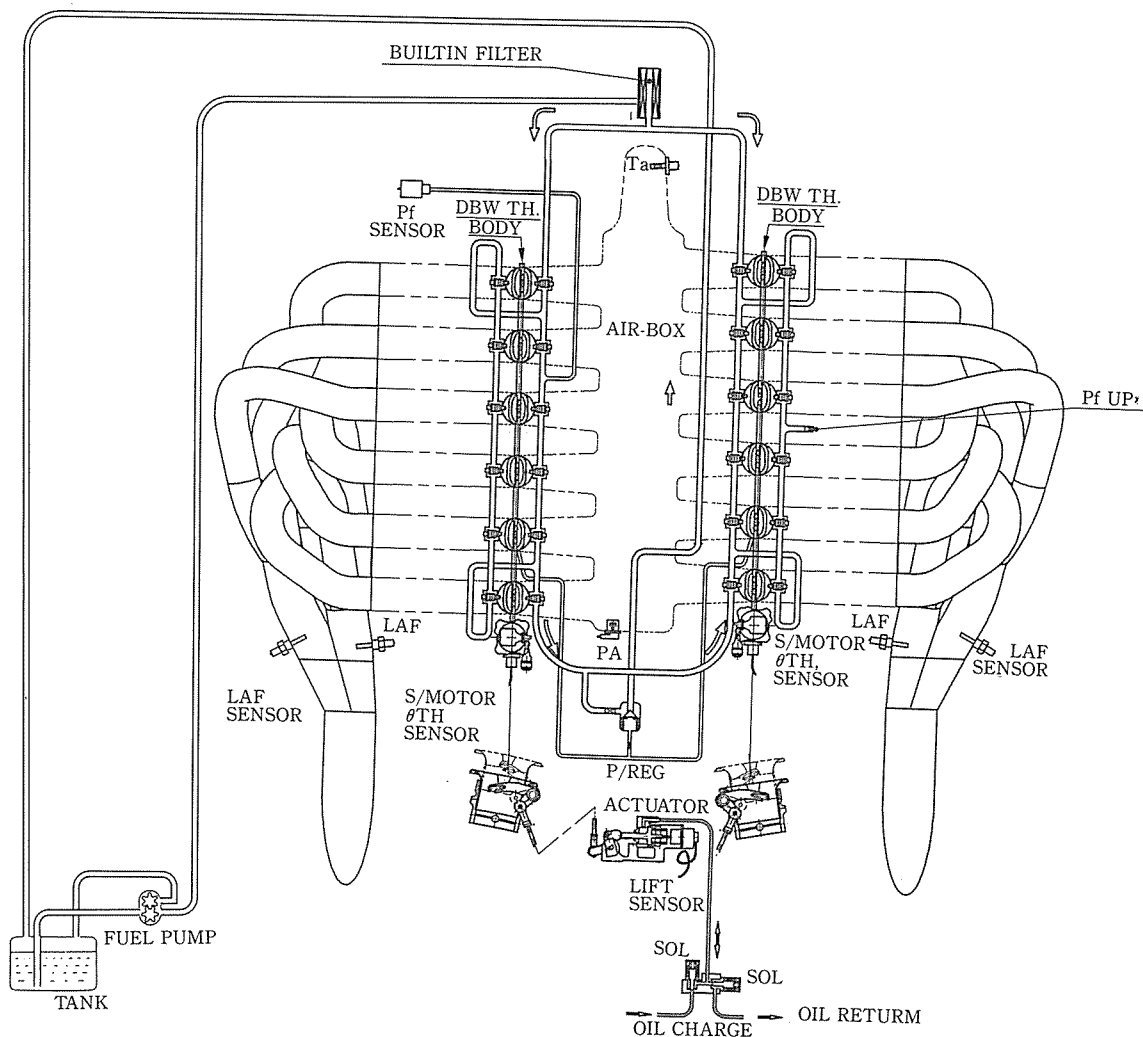 BUILTIN FILTER
Ta
Pf
SENSOR
DBW TH.
BODY
DBW TH.
BODY
AIR-BOX
Pf UP,
LAF
LAF
SENSOR
S/MOTOR
θTH
SENSOR
PA
S/MOTOR
θTH,
SENSOR
LAF
LAF
SENSOR
P/REG
ACTUATOR
LIFT
SENSOR
FUEL PUMP
TANK
SOL
SOL
OIL CHARGE
OIL RETURM